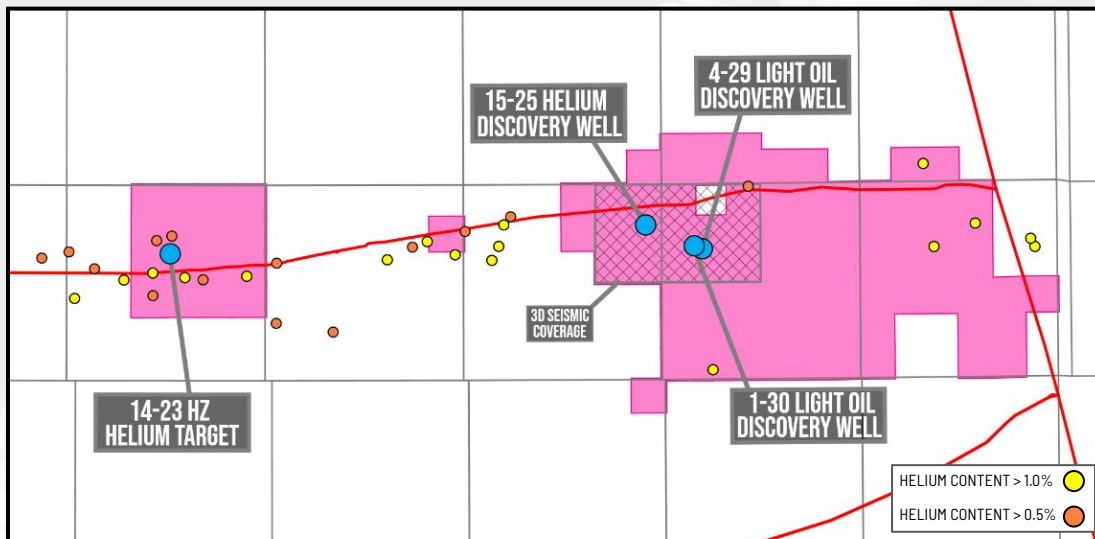 4-29 LIGHT OIL
DISCOVERY WELL
15-25 HELIUM
DISCOVERY WELL
3D SEISMIC
COVERAGE
14-23 HZ
HELIUM TARGET
1-30 LIGHT OIL
DISCOVERY WELL
HELIUM CONTENT > 1.0%
HELIUM CONTENT > 0.5%